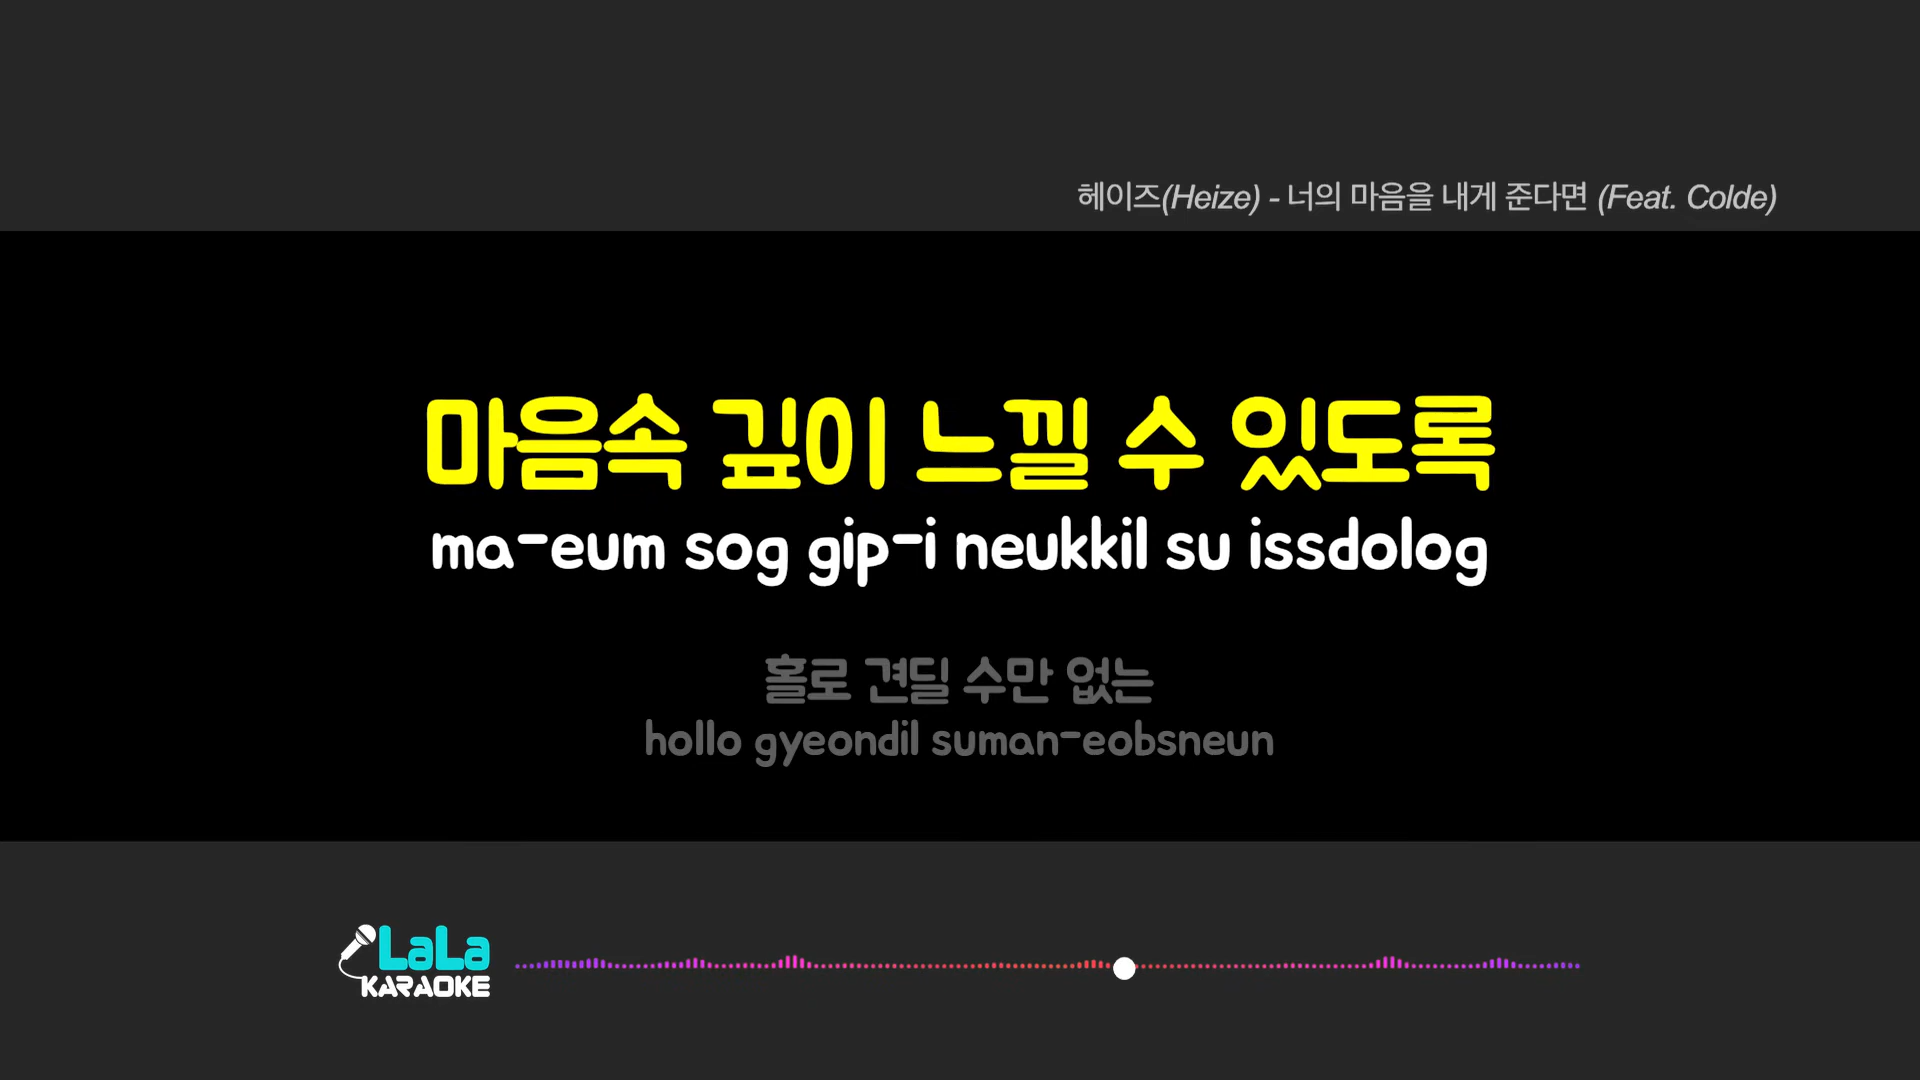 헤이즈(Heize) - 너의 마음을 내게 준다면 (Feat. Colde)
마음속 깊이 느낄 수 있도록
ma-eum sog gip-i neukkil su issdolog
홀로 견딜 수만 없는
hollo gyeondil suman-eobsneun
LaLa
KARAOKE